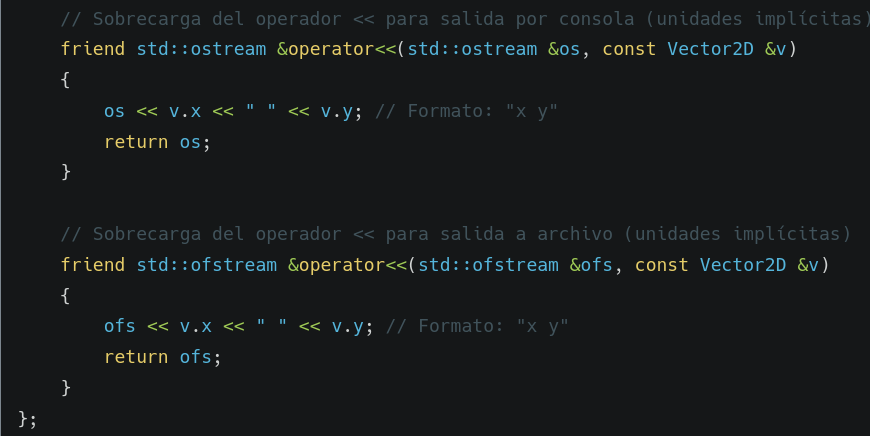 // Sobrecarga del operador << para salida por consola (unidades implícitas)
friend std::ostream &operator<<(std::ostream &os, const Vector2D &v)
{
os << v.x << " " << v.y; // Formato: "x y"
return os;
}
// Sobrecarga del operador << para salida a archivo (unidades implícitas)
friend std::ofstream &operator<<(std::ofstream &ofs, const Vector2D &v)
{
ofs << v.x << " " << v.y; // Formato: "x y"
return ofs;
}
};